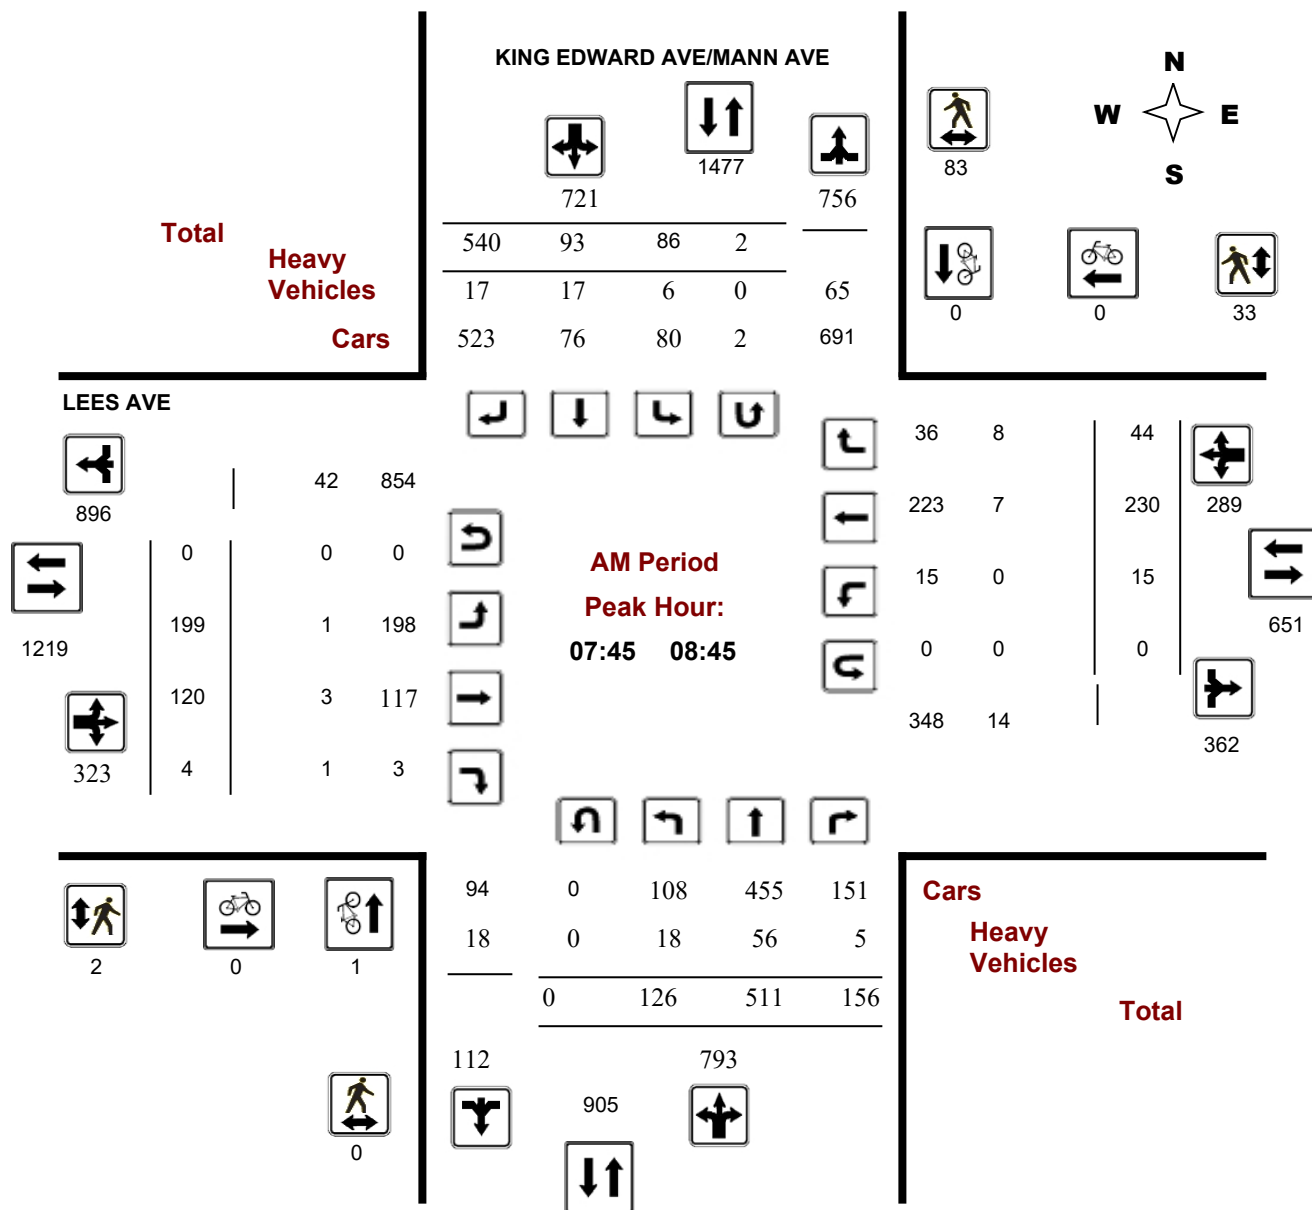 KING EDWARD AVE/MANN AVE
N
W E
S
83
1477
721 756
Total 540 93 86 2
Heavy
Vehicles 17 17 6 0 65
Cars 523 76 80 2 691
0 0 33
LEES AVE
36 8 44
42 854
896
223 7 230 289
0 0 0
AM Period
15 0 15
Peak Hour:
199 1 198
651
1219
07:45 08:45
0 0 0
120 3 117
348 14
362
323 4 1 3
94 0 108 455 151 Cars
18 0 18 56 5 Heavy
Vehicles
2 0 1
0 126 511 156 Total
112 793
905
0